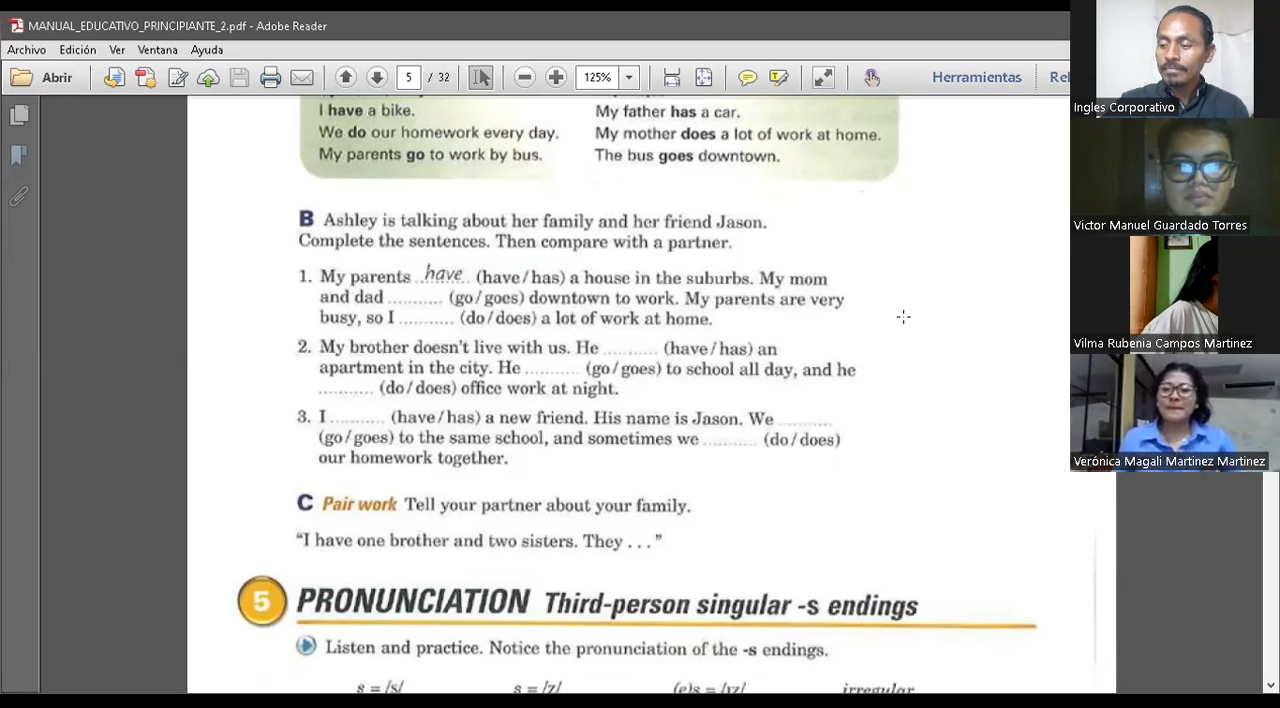 MANUAL_EDUCATIVO_PRINCIPIANTE_2.pdf - Adobe Reader
Archivo Edición Ver Ventana Ayuda
Abrir 5 / 32 125% Herramientas
I have a bike. My father has a car.
We do our homework every day. My mother does a lot of work at home.
My parents go to work by bus. The bus goes downtown.
B Ashley is talking about her family and her friend Jason.
Complete the sentences. Then compare with a partner.
1. My parents have (have/has) a house in the suburbs. My mom
and dad .......... (go/goes) downtown to work. My parents are very
busy, so I .......... (do/does) a lot of work at home.
2. My brother doesn't live with us. He .......... (have/has) an
apartment in the city. He .......... (go/goes) to school all day, and he
.......... (do/does) office work at night.
3. I .......... (have/has) a new friend. His name is Jason. We ..........
(go/goes) to the same school, and sometimes we .......... (do/does)
our homework together.
C Pair work Tell your partner about your family.
"I have one brother and two sisters. They . . . "
5 PRONUNCIATION Third-person singular -s endings
Listen and practice. Notice the pronunciation of the -s endings.
s = /s/ s = /z/ (e)s = /ɪz/ irregular
Ingles Corporativo
Victor Manuel Guardado Torres
Vilma Rubenia Campos Martinez
Verónica Magali Martinez Martinez